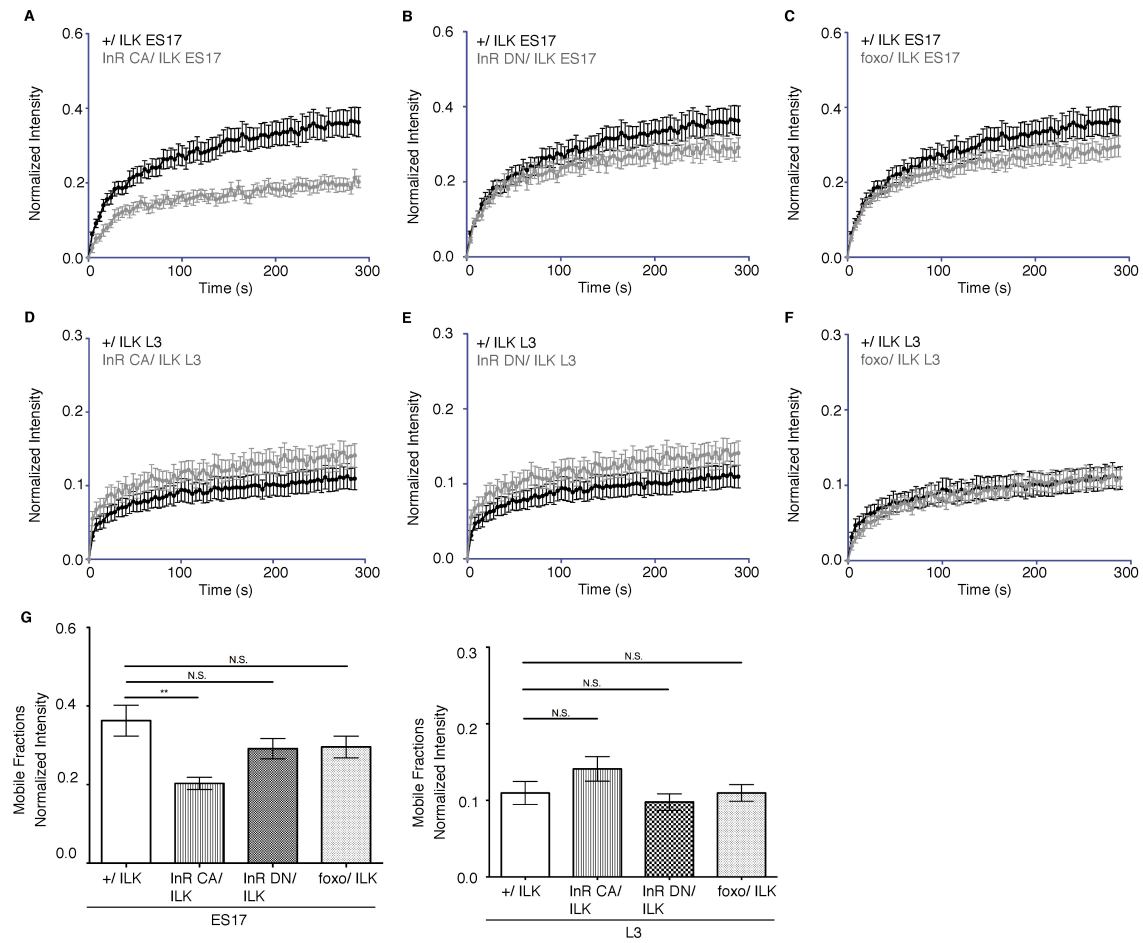 A
0.6
0.4
0.2
0.0
0
100
200
300
Normalized Intensity
Time (s)
+/ ILK ES17
InR CA/ ILK ES17
B
0.6
0.4
0.2
0.0
0
100
200
300
Normalized Intensity
Time (s)
+/ ILK ES17
InR DN/ ILK ES17
C
0.6
0.4
0.2
0.0
0
100
200
300
Normalized Intensity
Time (s)
+/ ILK ES17
foxo/ ILK ES17
D
0.3
0.2
0.1
0.0
0
100
200
300
Normalized Intensity
Time (s)
+/ ILK L3
InR CA/ ILK L3
E
0.3
0.2
0.1
0.0
0
100
200
300
Normalized Intensity
Time (s)
+/ ILK L3
InR DN/ ILK L3
F
0.3
0.2
0.1
0.0
0
100
200
300
Normalized Intensity
Time (s)
+/ ILK L3
foxo/ ILK L3
G
0.6
0.4
0.2
0.0
Mobile Fractions
Normalized Intensity
N.S.
N.S.
**
+/ ILK
InR CA/
ILK
InR DN/
ILK
foxo/ ILK
ES17
0.3
0.2
0.1
0.0
Mobile Fractions
Normalized Intensity
N.S.
N.S.
N.S.
+/ ILK
InR CA/
ILK
InR DN/
ILK
foxo/ ILK
L3